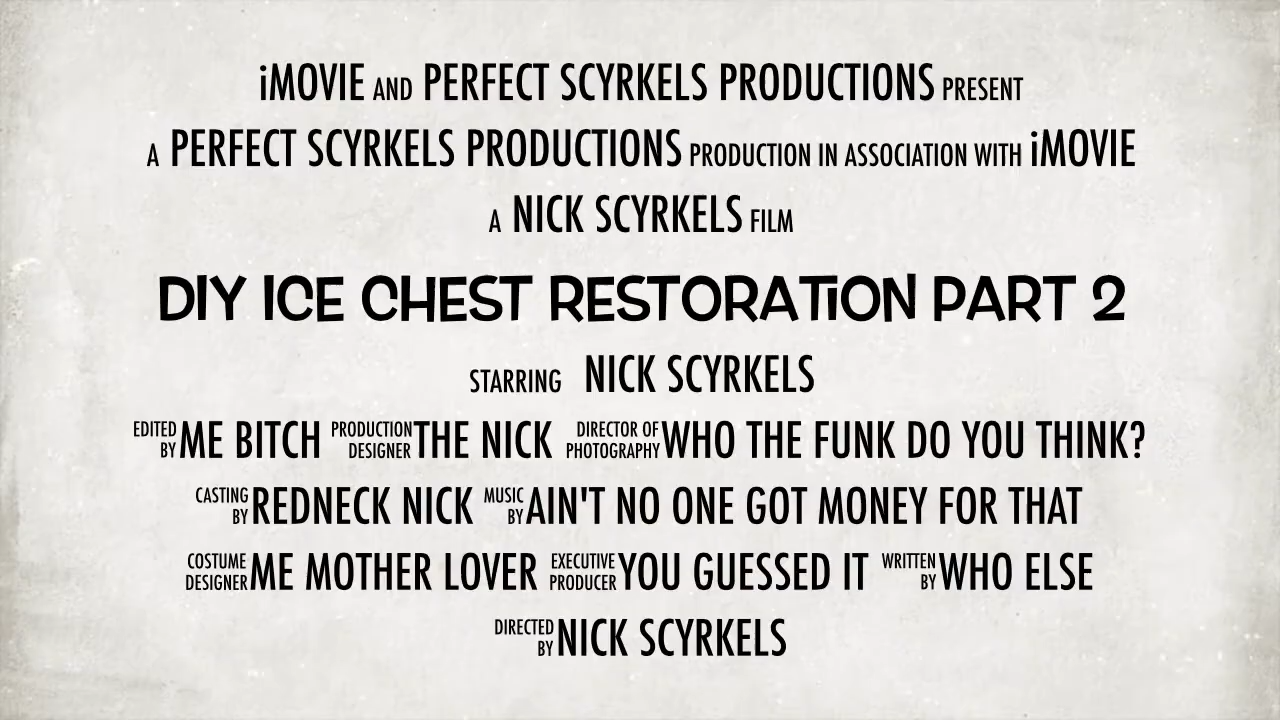 iMOVIE AND PERFECT SCYRKELS PRODUCTIONS PRESENT
A PERFECT SCYRKELS PRODUCTIONS PRODUCTION IN ASSOCIATION WITH iMOVIE
A NICK SCYRKELS FILM
DIY ICE CHEST RESTORATiON PART 2
STARRING NICK SCYRKELS
EDITED BY ME BITCH PRODUCTION DESIGNER THE NICK DIRECTOR OF PHOTOGRAPHY WHO THE FUNK DO YOU THINK?
CASTING BY REDNECK NICK MUSIC BY AIN'T NO ONE GOT MONEY FOR THAT
COSTUME DESIGNER ME MOTHER LOVER EXECUTIVE PRODUCER YOU GUESSED IT WRITTEN BY WHO ELSE
DIRECTED BY NICK SCYRKELS